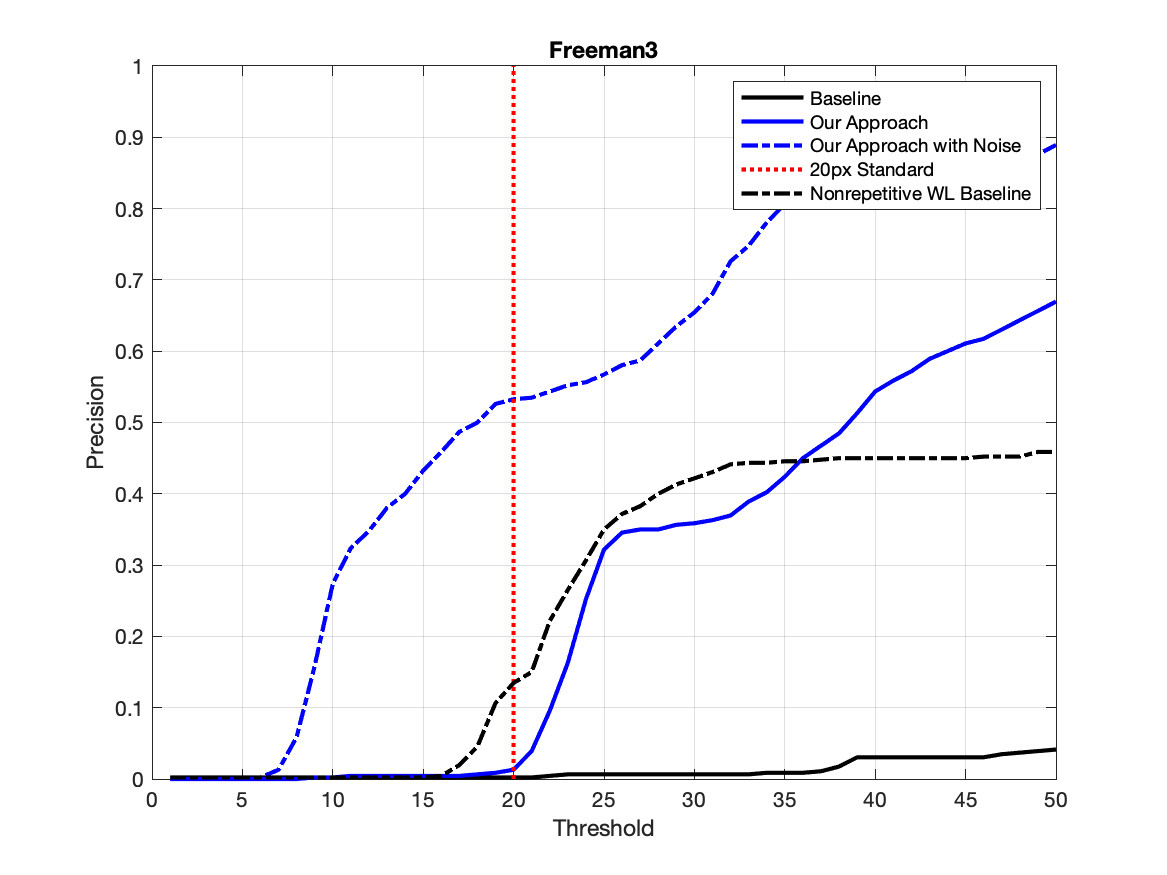 Freeman3
1
0.9
0.8
0.7
0.6
0.5
0.4
0.3
0.2
0.1
0
Precision
Baseline
Our Approach
Our Approach with Noise
20px Standard
Nonrepetitive WL Baseline
0 5 10 15 20 25 30 35 40 45 50
Threshold